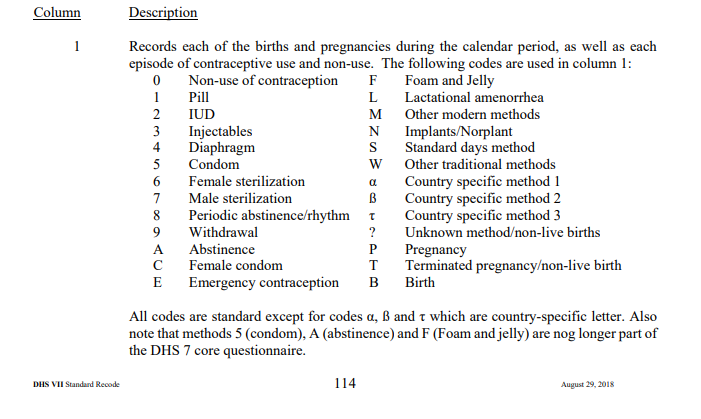 Column Description
1 Records each of the births and pregnancies during the calendar period, as well as each
episode of contraceptive use and non-use. The following codes are used in column 1:
0 Non-use of contraception F Foam and Jelly
1 Pill L Lactational amenorrhea
2 IUD M Other modern methods
3 Injectables N Implants/Norplant
4 Diaphragm S Standard days method
5 Condom W Other traditional methods
6 Female sterilization α Country specific method 1
7 Male sterilization ß Country specific method 2
8 Periodic abstinence/rhythm τ Country specific method 3
9 Withdrawal ? Unknown method/non-live births
A Abstinence P Pregnancy
C Female condom T Terminated pregnancy/non-live birth
E Emergency contraception B Birth
All codes are standard except for codes α, ß and τ which are country-specific letter. Also
note that methods 5 (condom), A (abstinence) and F (Foam and jelly) are nog longer part of
the DHS 7 core questionnaire.
DHS VII Standard Recode 114 August 29, 2018